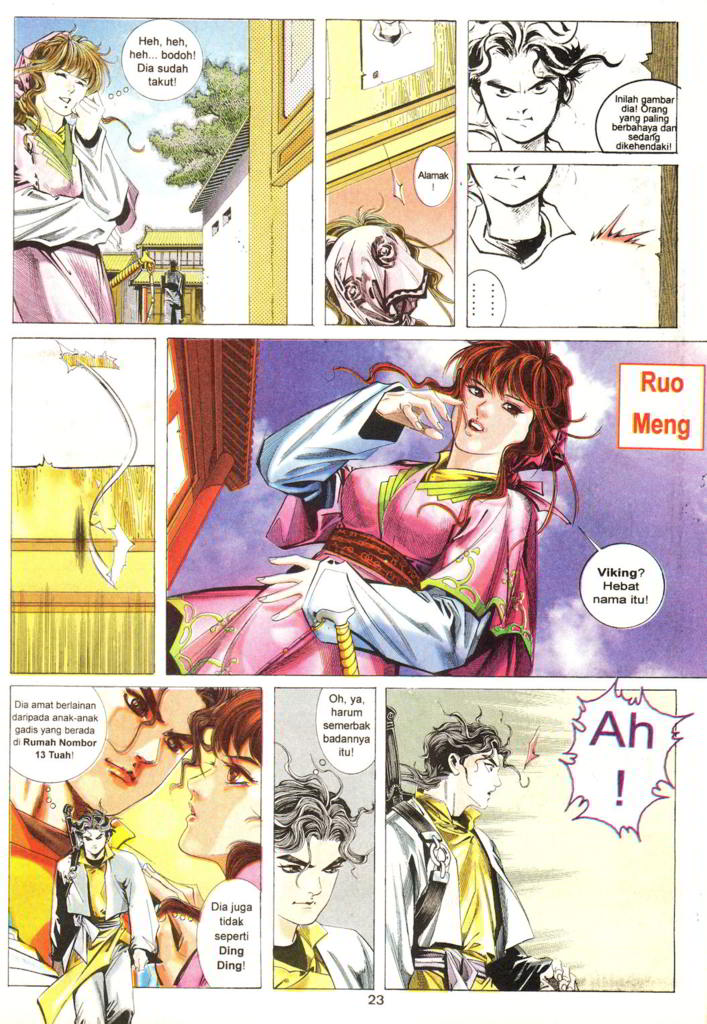 Heh, heh,
heh... bodoh!
Dia sudah
takut!
Alamak
!
Inilah gambar
dia! Orang
yang paling
berbahaya dan
sedang
dikehendaki!
Ruo
Meng
Viking?
Hebat
nama itu!
Dia amat berlainan
daripada anak-anak
gadis yang berada
di Rumah Nombor
13 Tuah!
Dia juga
tidak
seperti
Ding
Ding!
Oh, ya,
harum
semerbak
badannya
itu!
Ah
!
23